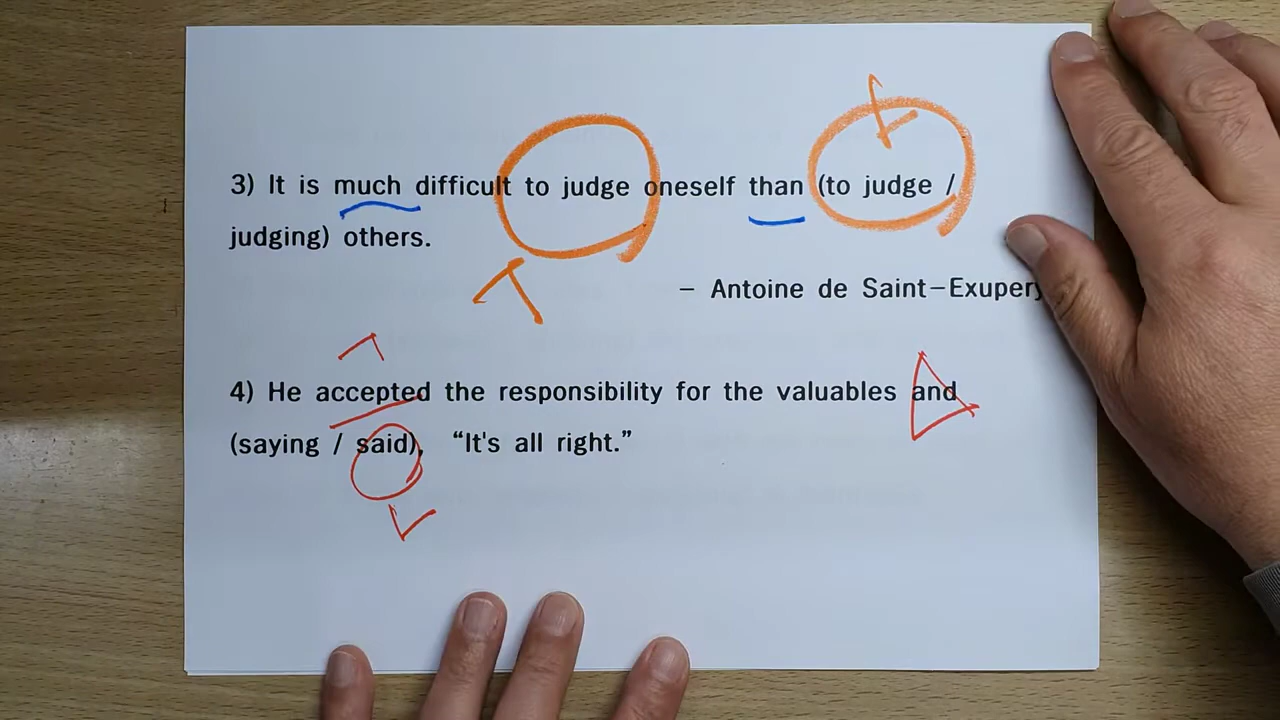 3) It is much difficult to judge oneself than (to judge /
judging) others.
- Antoine de Saint-Exupery
4) He accepted the responsibility for the valuables and
(saying / said), “It's all right.”